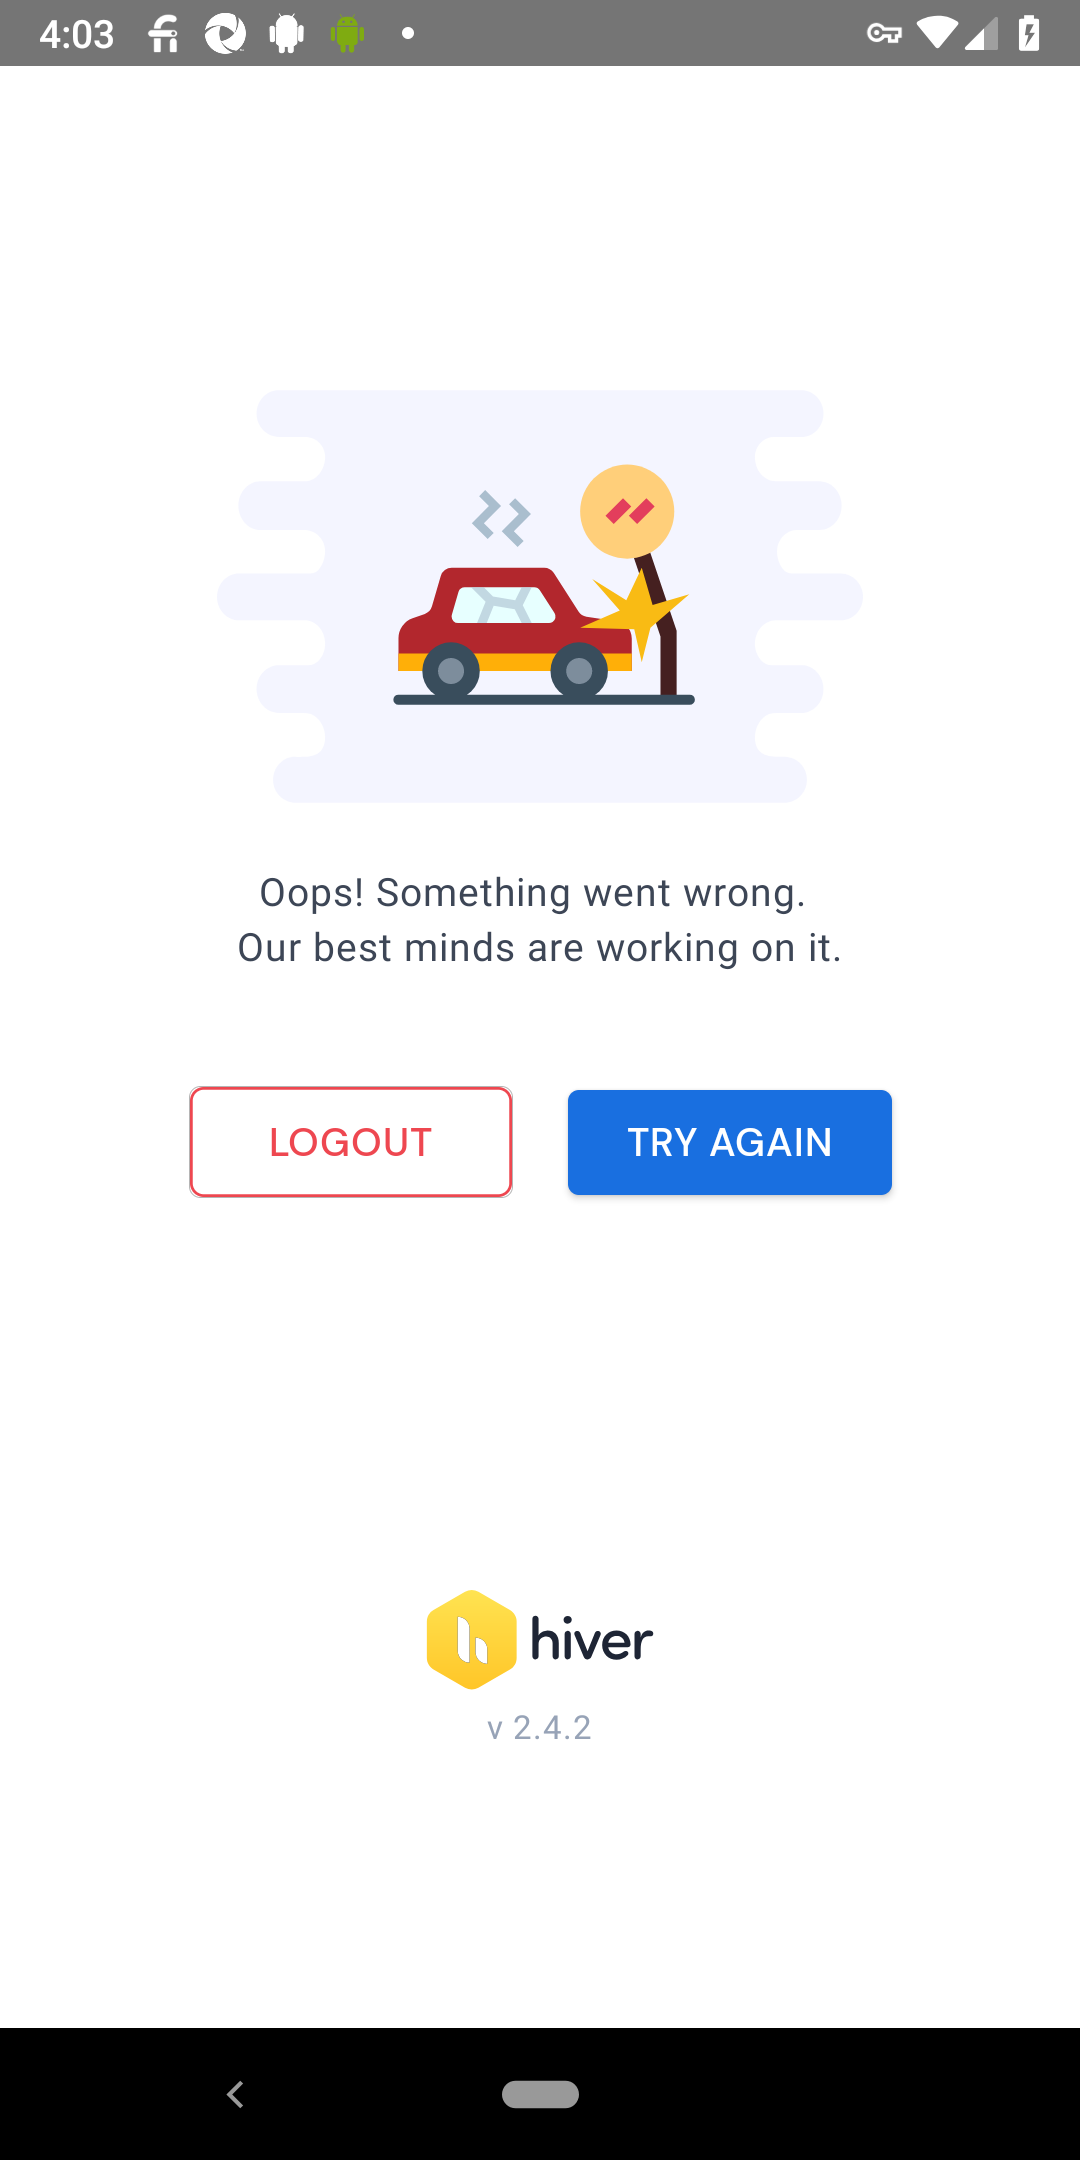 4:03
Oops! Something went wrong.
Our best minds are working on it.
LOGOUT
TRY AGAIN
hiver
v 2.4.2